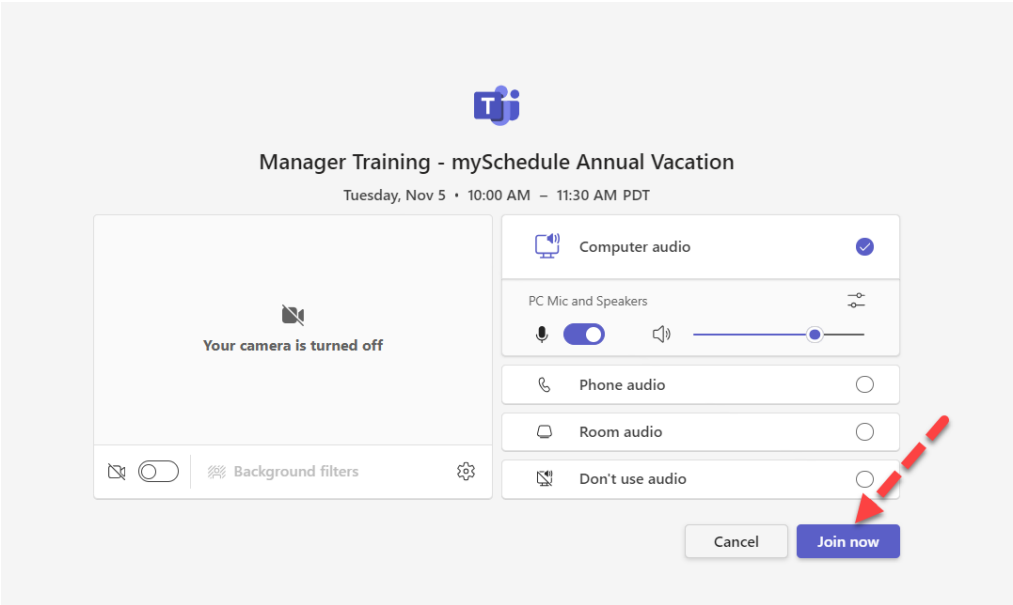 T
Manager Training - mySchedule Annual Vacation
Tuesday, Nov 5 • 10:00 AM – 11:30 AM PDT
Your camera is turned off
Background filters
Computer audio
PC Mic and Speakers
Phone audio
Room audio
Don't use audio
Cancel
Join now